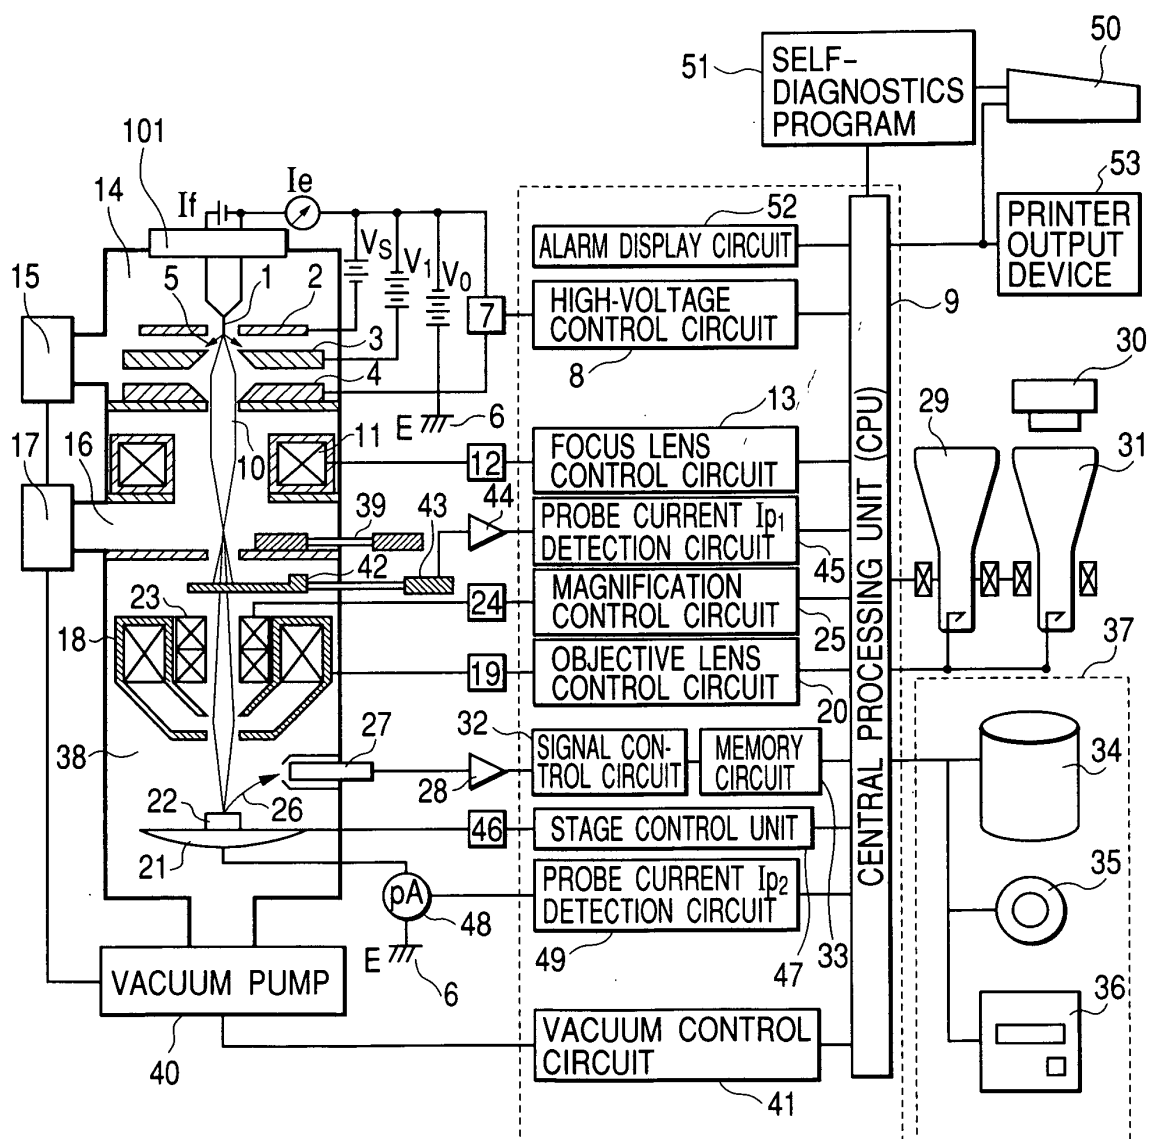 50
51
SELF-
DIAGNOSTICS
PROGRAM
101
Ie
If
14
52
53
PRINTER
OUTPUT
DEVICE
ALARM DISPLAY CIRCUIT
15
5
1
2
VS
V1
V0
7
HIGH-VOLTAGE
CONTROL CIRCUIT
9
3
4
8
E
6
30
13
29
31
17
16
10
11
12
FOCUS LENS
CONTROL CIRCUIT
44
39
43
PROBE CURRENT Ip1
DETECTION CIRCUIT
45
42
CENTRAL PROCESSING UNIT (CPU)
23
24
MAGNIFICATION
CONTROL CIRCUIT
25
18
19
OBJECTIVE LENS
CONTROL CIRCUIT
20
37
32
27
SIGNAL CON-
TROL CIRCUIT
MEMORY
CIRCUIT
34
38
28
22
26
46
STAGE CONTROL UNIT
21
PROBE CURRENT Ip2
DETECTION CIRCUIT
pA
48
35
E
6
49
47
33
VACUUM PUMP
36
40
VACUUM CONTROL
CIRCUIT
41